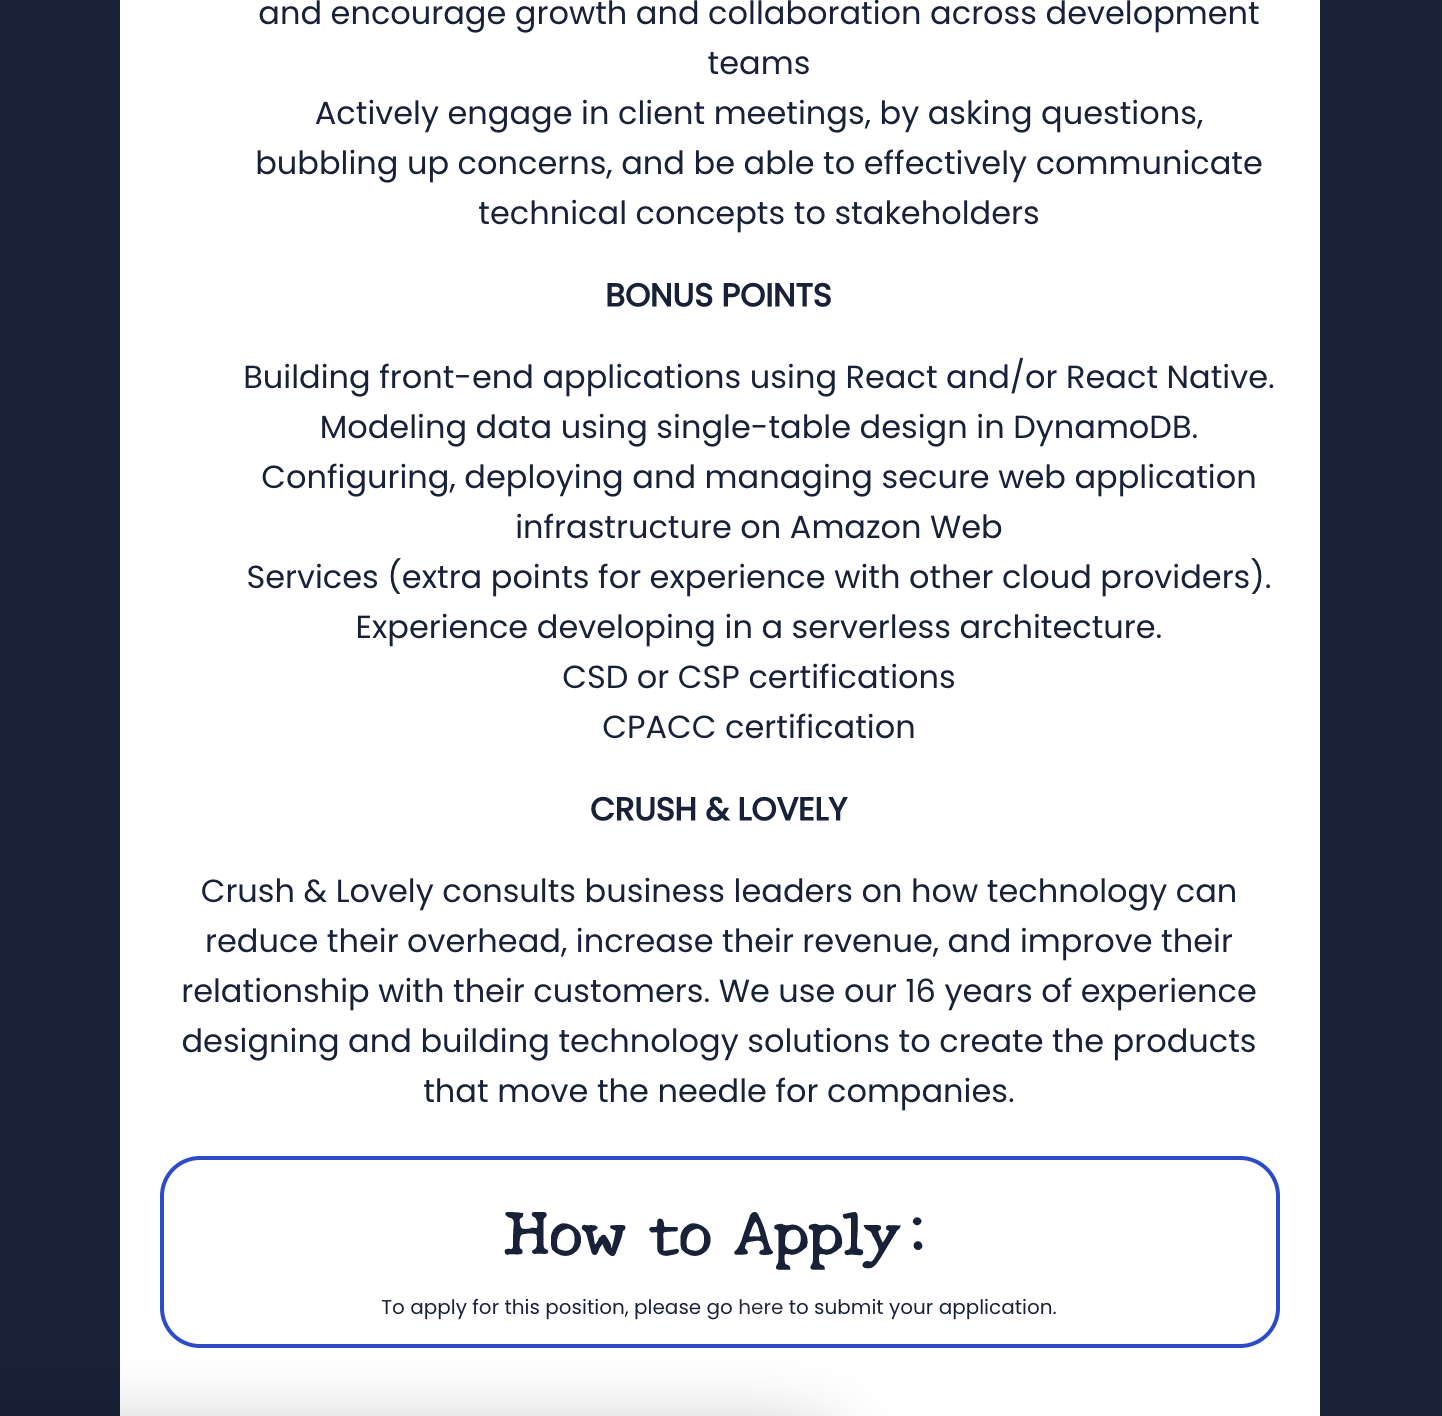 and encourage growth and collaboration across development
teams
Actively engage in client meetings, by asking questions,
bubbling up concerns, and be able to effectively communicate
technical concepts to stakeholders
BONUS POINTS
Building front-end applications using React and/or React Native.
Modeling data using single-table design in DynamoDB.
Configuring, deploying and managing secure web application
infrastructure on Amazon Web
Services (extra points for experience with other cloud providers).
Experience developing in a serverless architecture.
CSD or CSP certifications
CPACC certification
CRUSH & LOVELY
Crush & Lovely consults business leaders on how technology can
reduce their overhead, increase their revenue, and improve their
relationship with their customers. We use our 16 years of experience
designing and building technology solutions to create the products
that move the needle for companies.
How to Apply:
To apply for this position, please go here to submit your application.